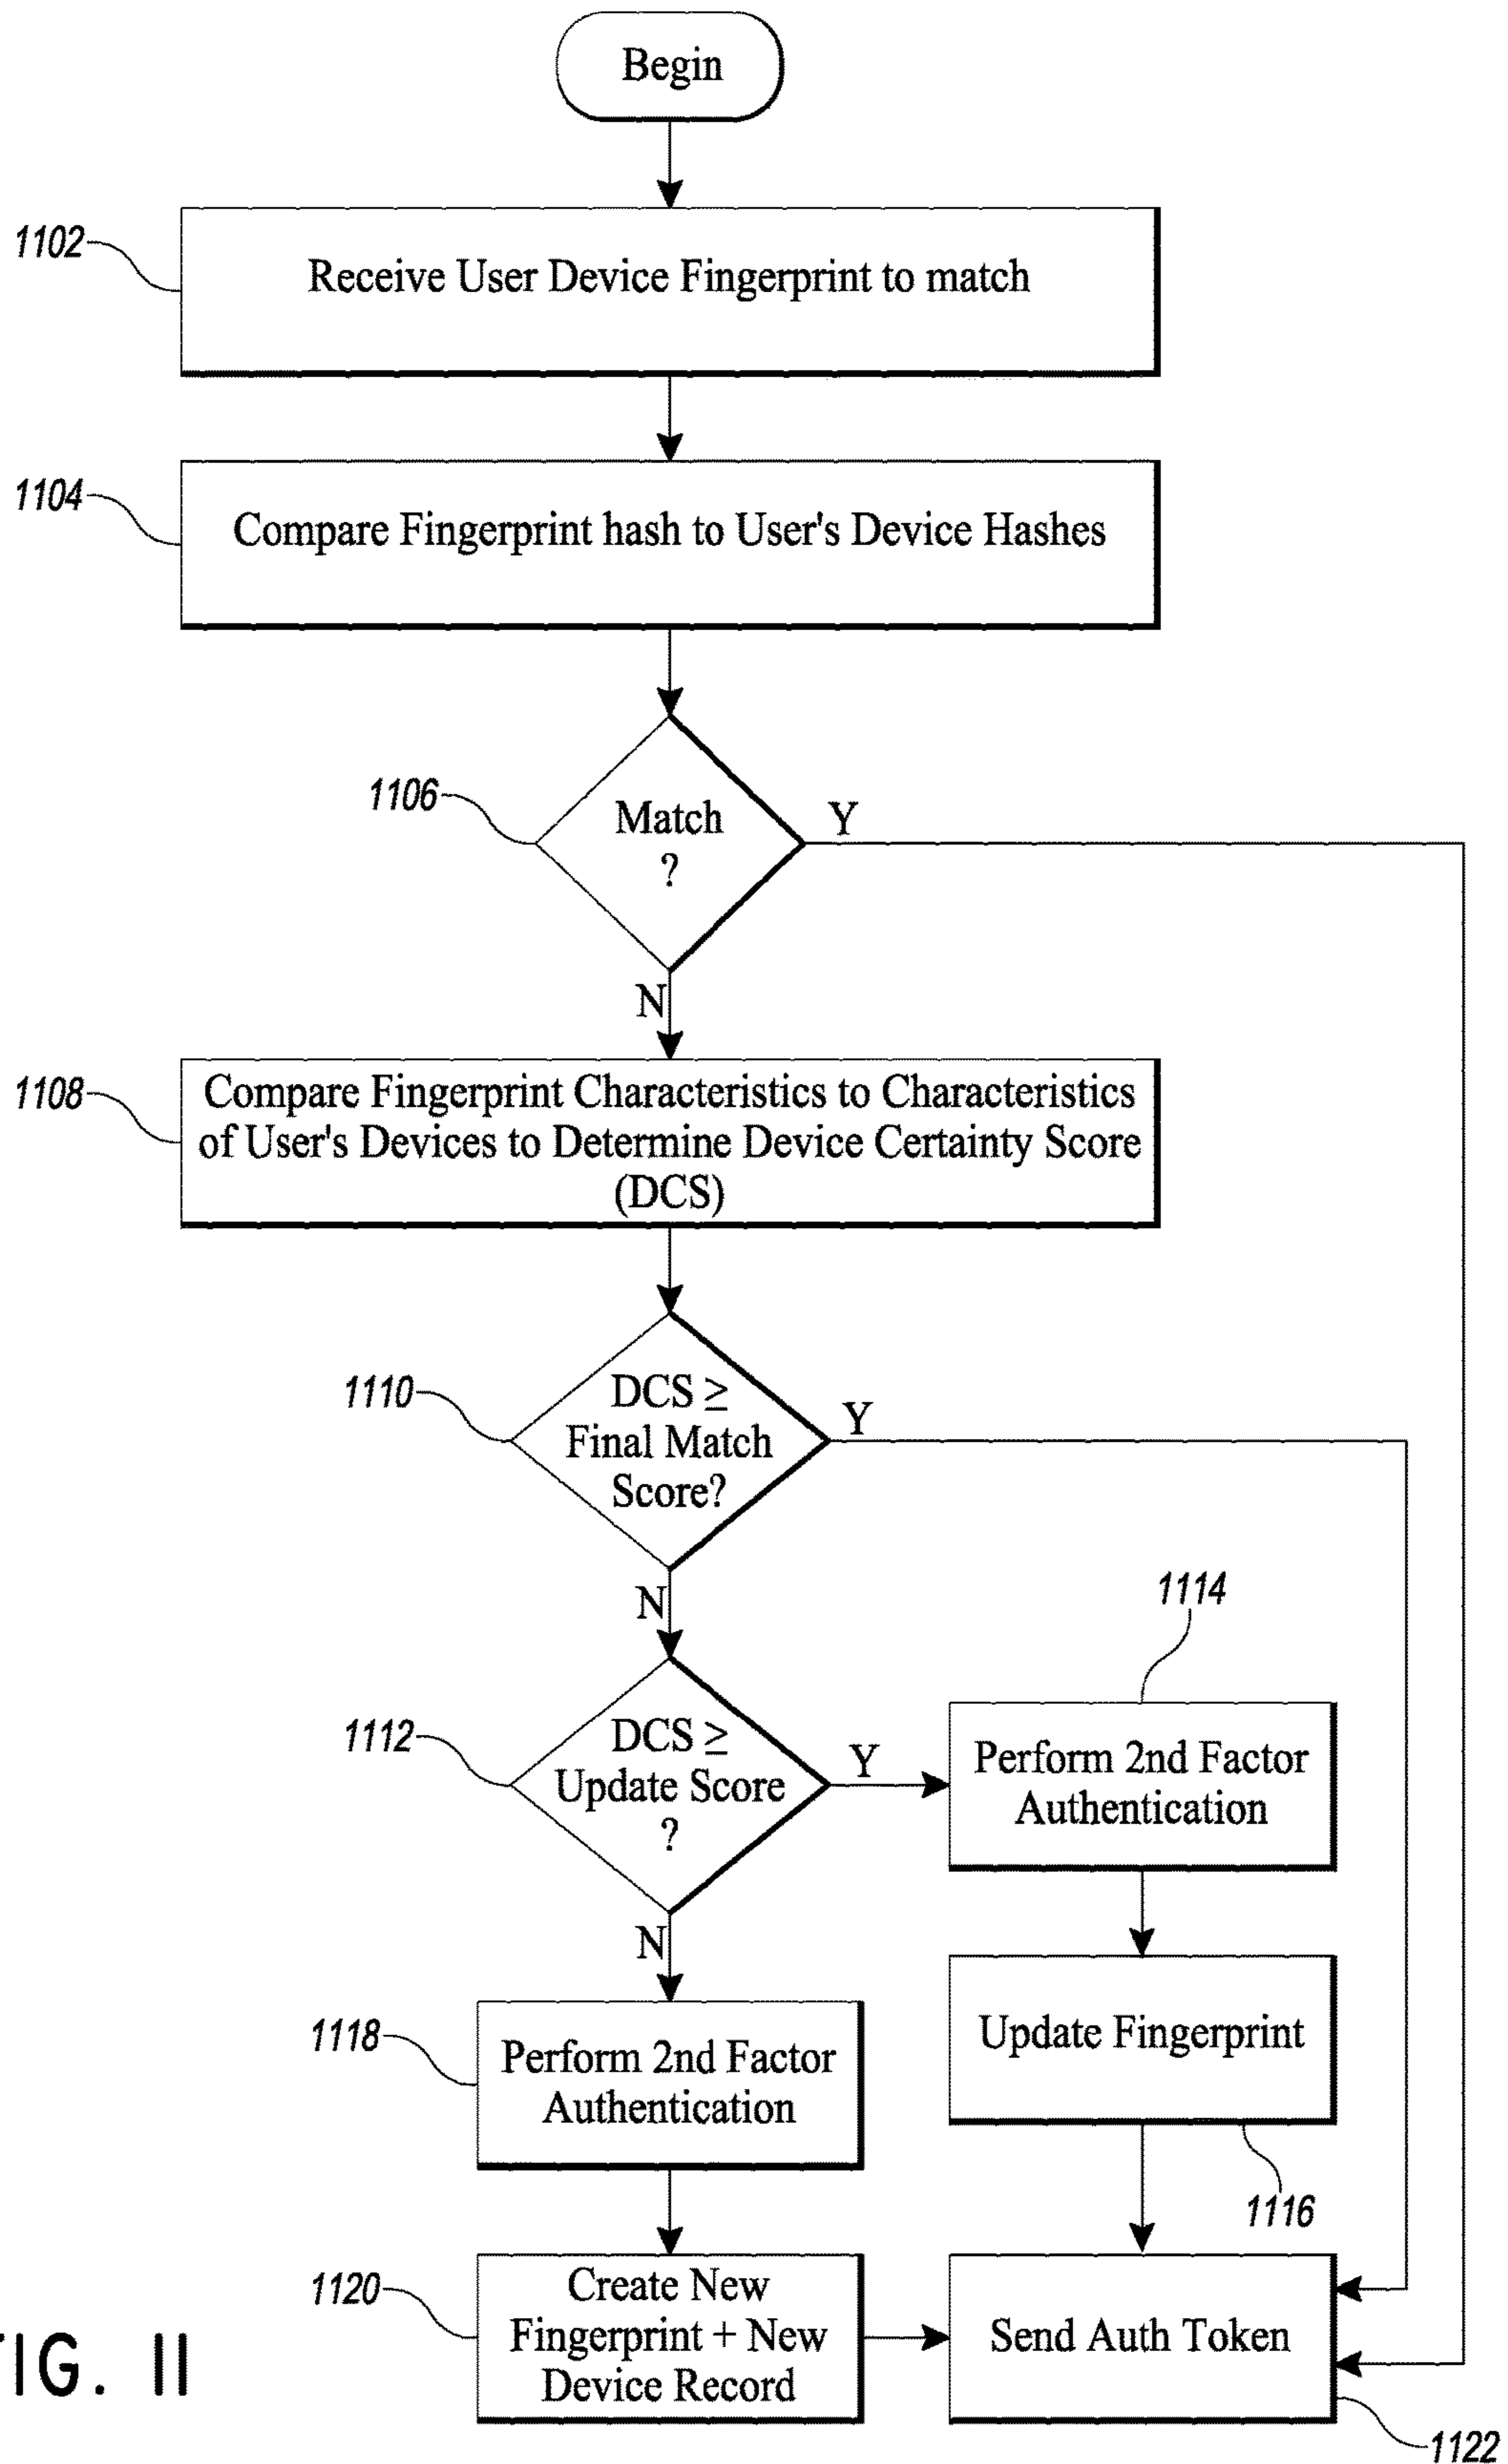 Begin
1102
Receive User Device Fingerprint to match
1104
Compare Fingerprint hash to User's Device Hashes
1106
Match
?
Y
N
1108
Compare Fingerprint Characteristics to Characteristics
of User's Devices to Determine Device Certainty Score
(DCS)
1110
DCS ≥
Final Match
Score?
Y
N
1112
DCS ≥
Update Score
?
Y
N
1114
Perform 2nd Factor
Authentication
Update Fingerprint
1116
1118
Perform 2nd Factor
Authentication
1120
Create New
Fingerprint + New
Device Record
Send Auth Token
1122
IG. 11